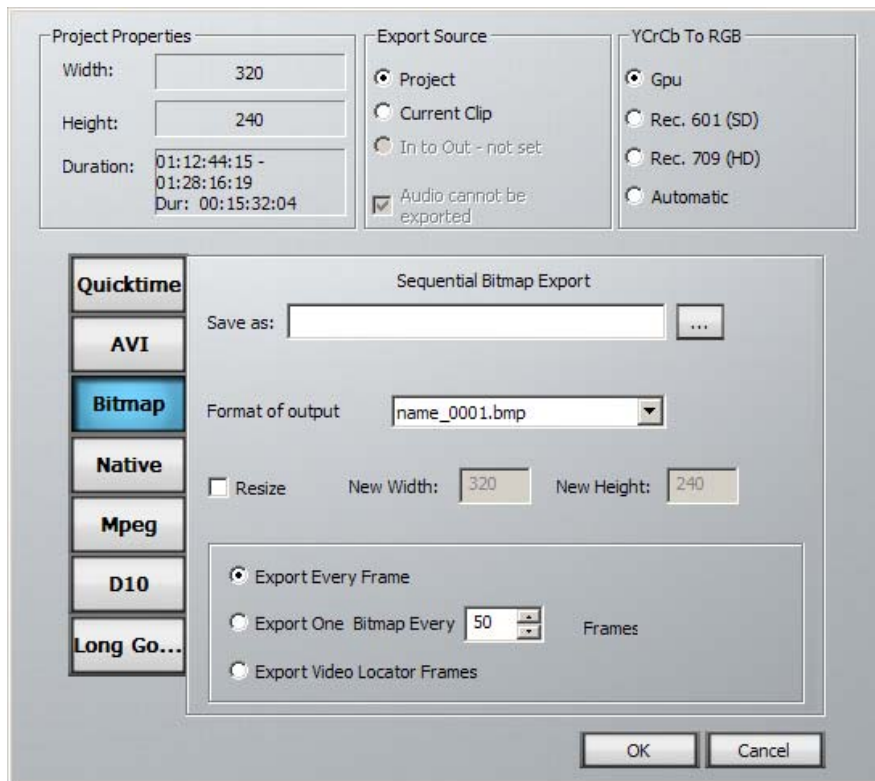 Project Properties
Width: 320
Height: 240
Duration: 01:12:44:15 -
01:28:16:19
Dur: 00:15:32:04
Export Source
Project
Current Clip
In to Out - not set
Audio cannot be
exported
YCrCb To RGB
Gpu
Rec. 601 (SD)
Rec. 709 (HD)
Automatic
Quicktime
AVI
Bitmap
Native
Mpeg
D10
Long Go...
Sequential Bitmap Export
Save as: ...
Format of output name_0001.bmp
Resize New Width: 320 New Height: 240
Export Every Frame
Export One Bitmap Every 50 Frames
Export Video Locator Frames
OK Cancel